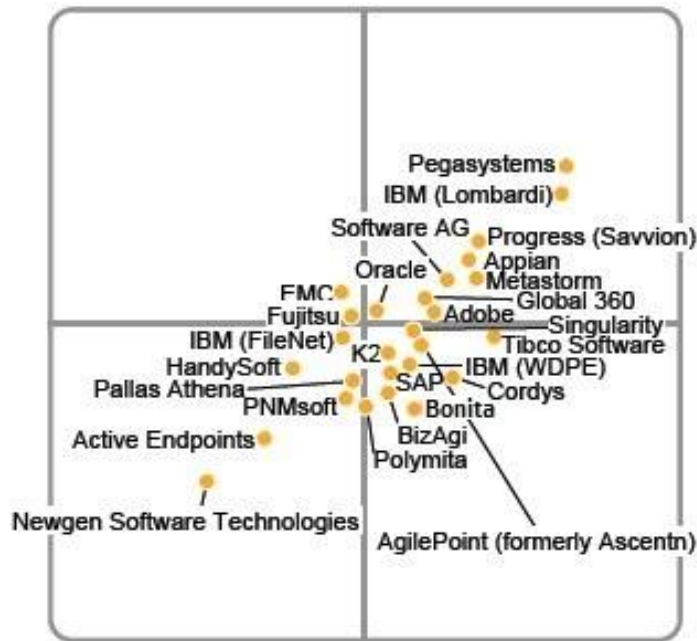 Pegasystems
IBM (Lombardi)
Software AG
Progress (Savvion)
Appian
Oracle
Metastorm
EMC
Global 360
Fujitsu
Adobe
Singularity
IBM (FileNet)
Tibco Software
K2
HandySoft
IBM (WDPE)
Pallas Athena
SAP
Cordys
PNMsoft
Bonita
BizAgi
Active Endpoints
Polymita
Newgen Software Technologies
AgilePoint (formerly Ascentn)